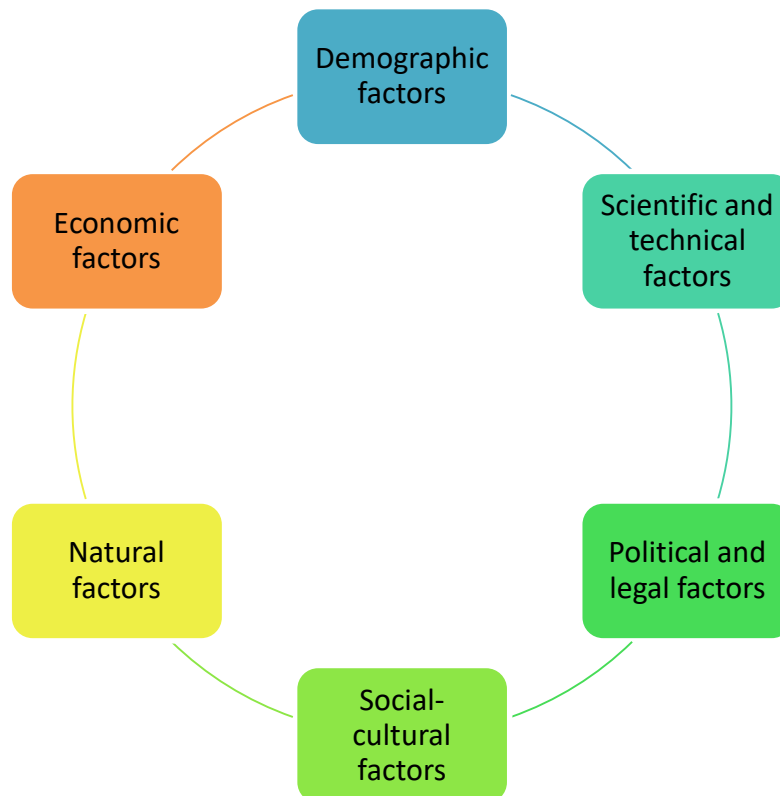 Demographic
factors
Scientific and
technical
factors
Political and
legal factors
Social-
cultural
factors
Natural
factors
Economic
factors